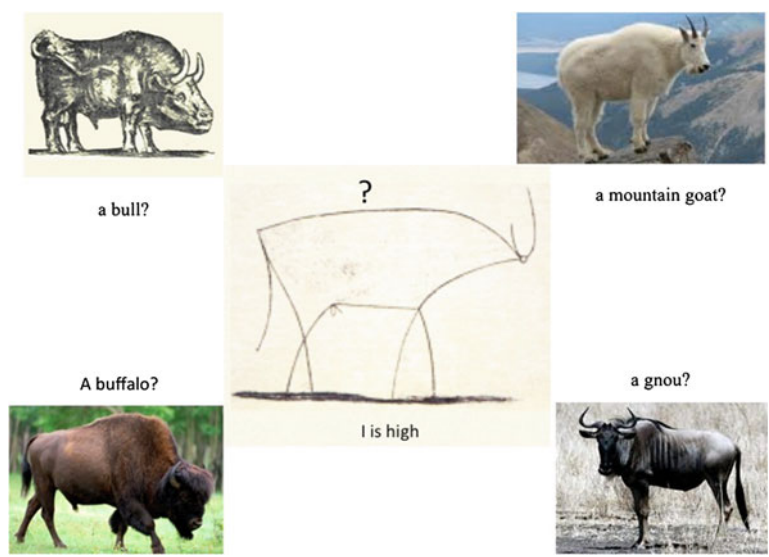 ?
a bull?
a mountain goat?
A buffalo?
a gnou?
I is high